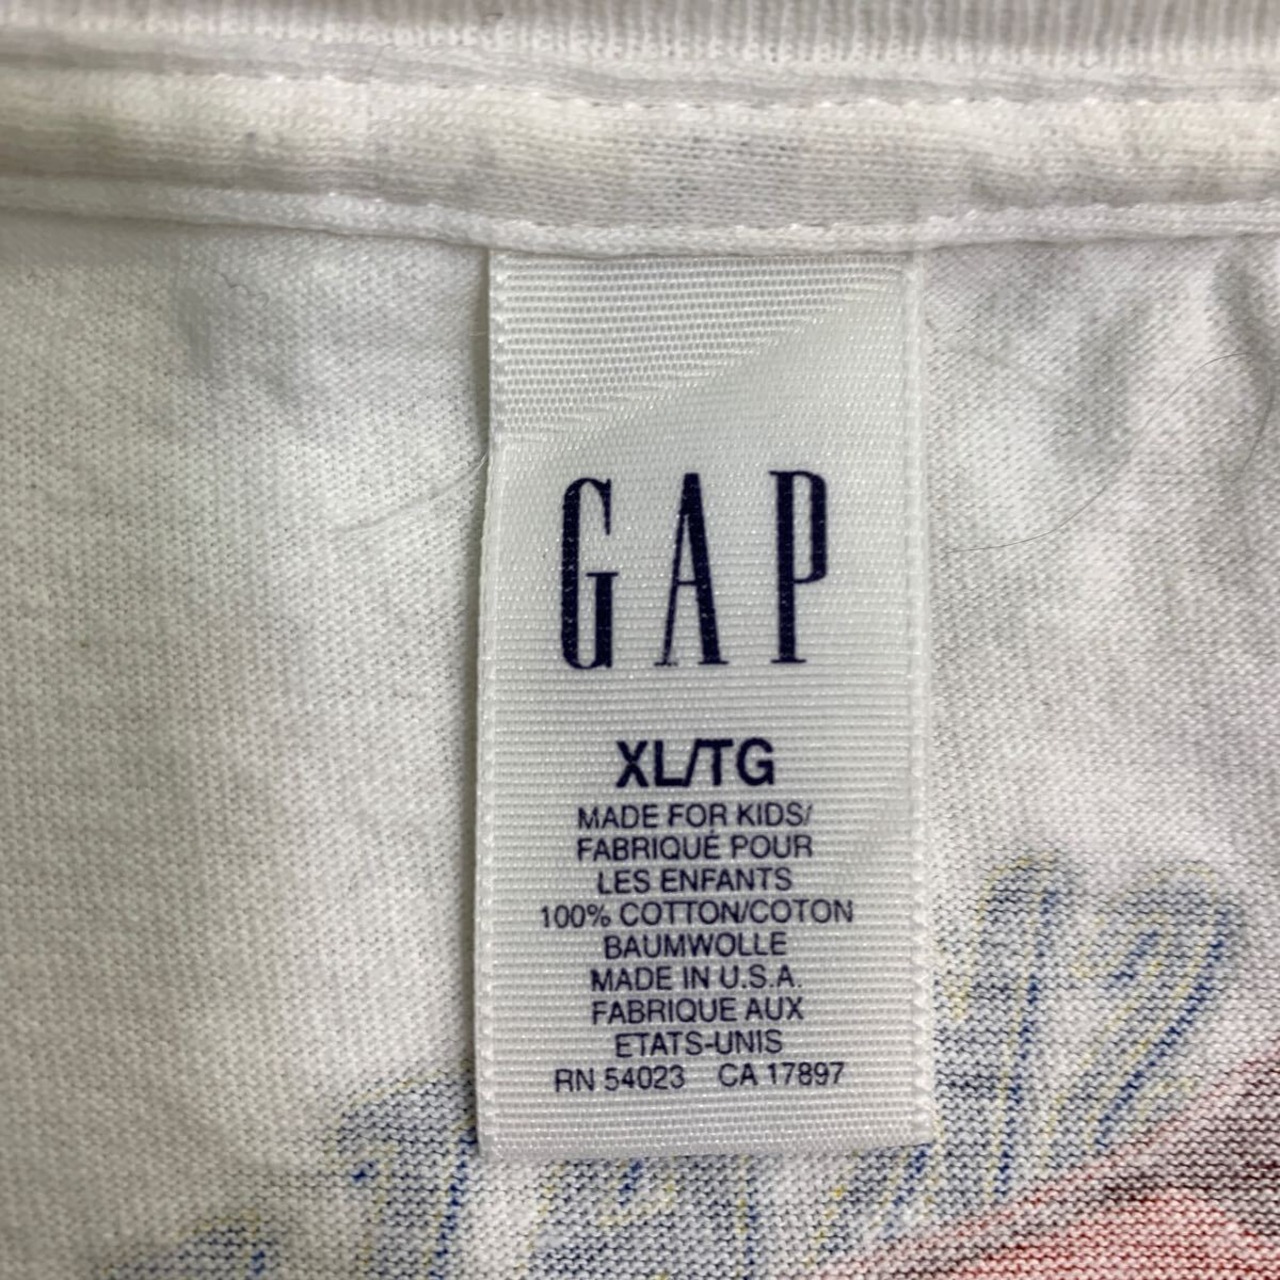 GAP
XL/TG
MADE FOR KIDS/
FABRIQUÉ POUR
LES ENFANTS
100% COTTON/COTON
BAUMWOLLE
MADE IN U.S.A.
FABRIQUE AUX
ETATS-UNIS
RN 54023 CA 17897